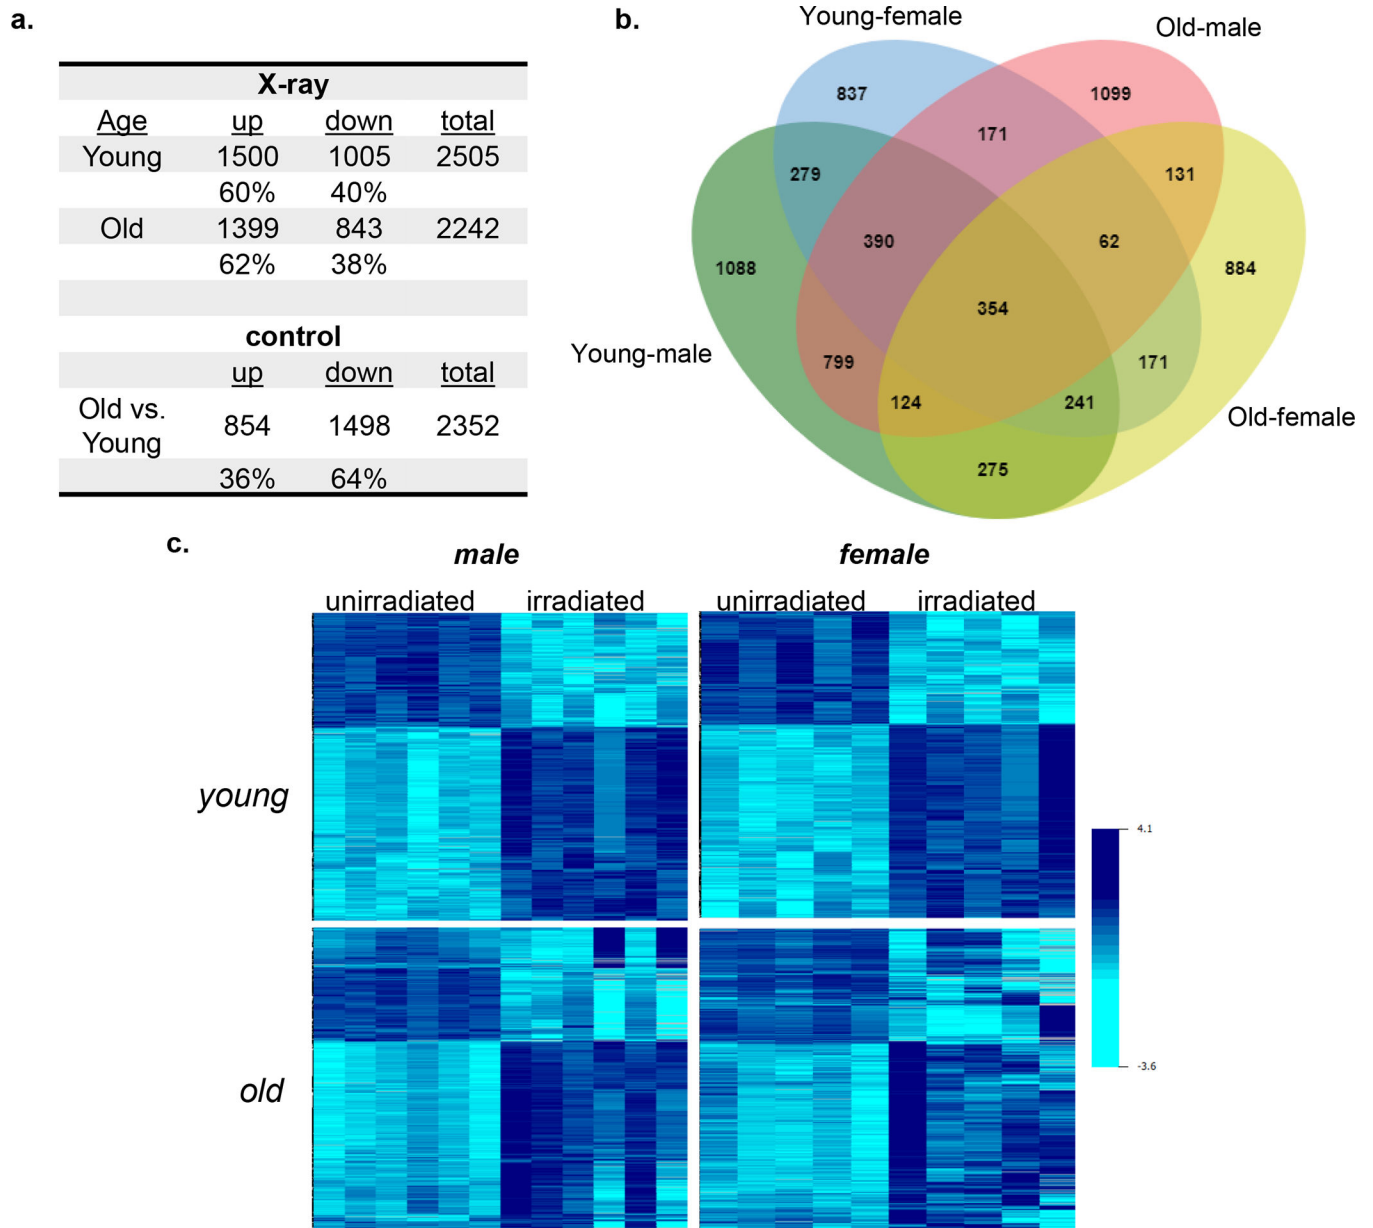 a.
X-ray
Age up down total
Young 1500 1005 2505
60% 40%
Old 1399 843 2242
62% 38%
control
up down total
Old vs.
Young 854 1498 2352
36% 64%
b.
Young-female
Old-male
837
1099
171
279
131
390
62
1088
884
354
Young-male
799
171
124
241
Old-female
275
c.
male female
unirradiated irradiated unirradiated irradiated
young
old
4.1
-3.6